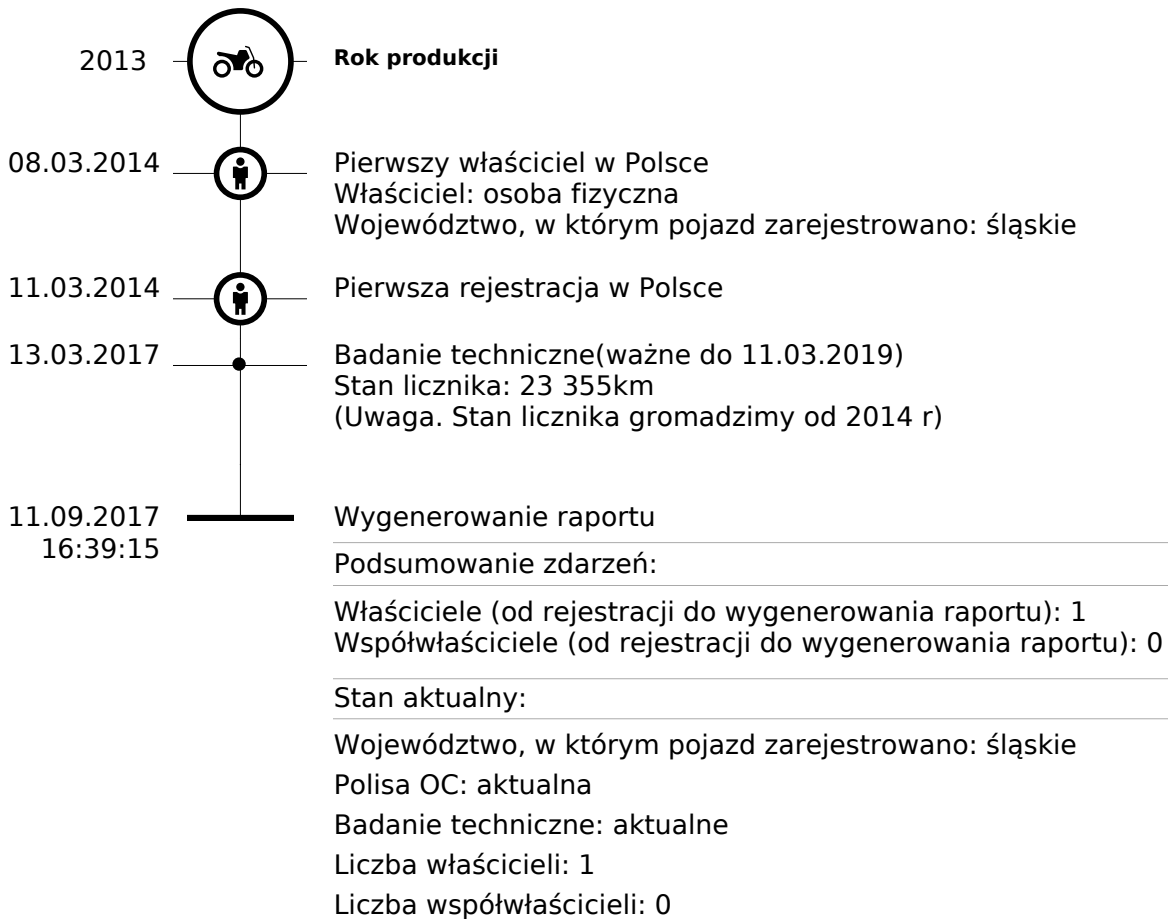 2013
Rok produkcji
08.03.2014
Pierwszy właściciel w Polsce
Właściciel: osoba fizyczna
Województwo, w którym pojazd zarejestrowano: śląskie
11.03.2014
Pierwsza rejestracja w Polsce
13.03.2017
Badanie techniczne(ważne do 11.03.2019)
Stan licznika: 23 355km
(Uwaga. Stan licznika gromadzimy od 2014 r)
11.09.2017
16:39:15
Wygenerowanie raportu
Podsumowanie zdarzeń:
Właściciele (od rejestracji do wygenerowania raportu): 1
Współwłaściciele (od rejestracji do wygenerowania raportu): 0
Stan aktualny:
Województwo, w którym pojazd zarejestrowano: śląskie
Polisa OC: aktualna
Badanie techniczne: aktualne
Liczba właścicieli: 1
Liczba współwłaścicicieli: 0